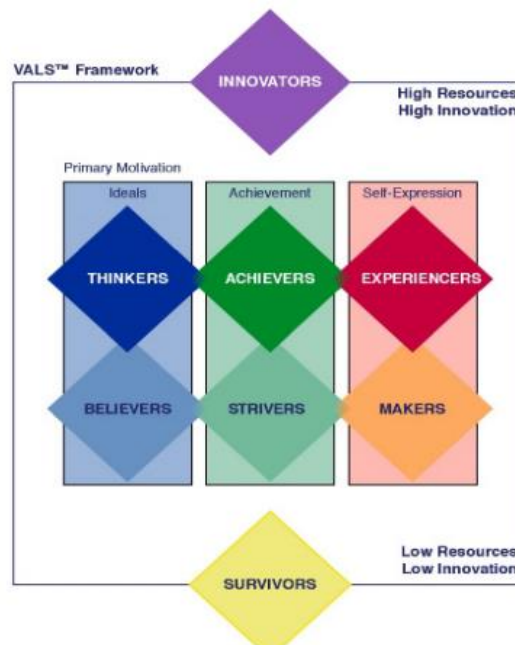 VALS™ Framework
INNOVATORS
High Resources
High Innovation
Primary Motivation
Ideals
Achievement
Self-Expression
THINKERS
ACHIEVERS
EXPERIENCERS
BELIEVERS
STRIVERS
MAKERS
Low Resources
Low Innovation
SURVIVORS